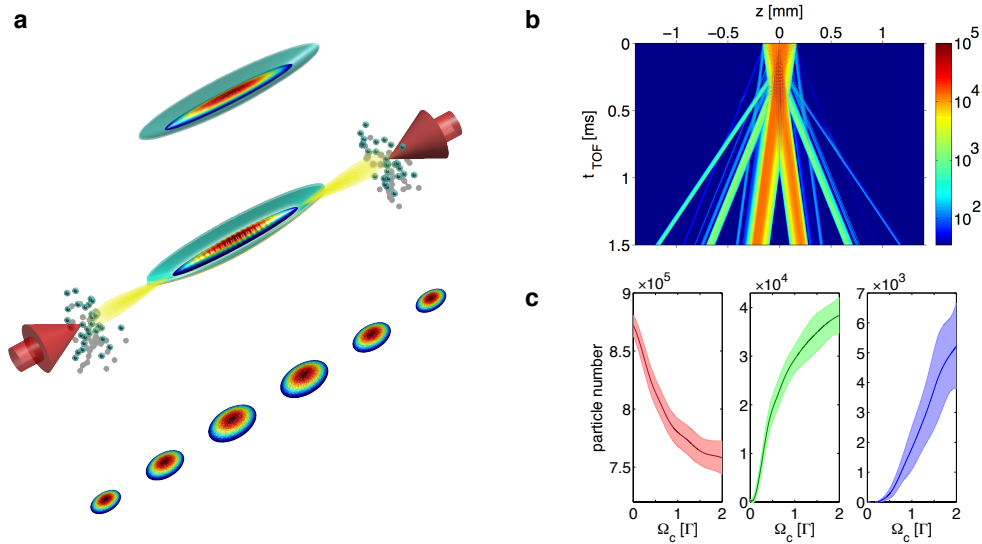 a
b
z [mm]
−1 −0.5 0 0.5 1
0
0.5
1
1.5
t TOF [ms]
10^5
10^4
10^3
10^2
c
×10^5
9
8.5
8
7.5
0 1 2
Ω_c [Γ]
particle number
×10^4
4
3
2
1
0
0 1 2
Ω_c [Γ]
×10^3
7
6
5
4
3
2
1
0
0 1 2
Ω_c [Γ]